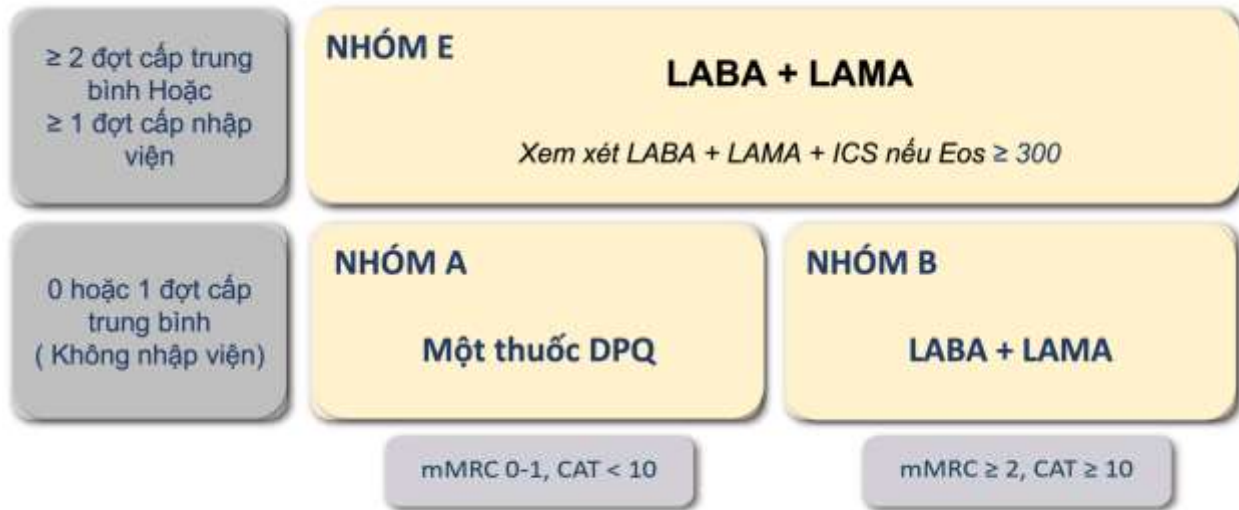 ≥ 2 đợt cấp trung
bình Hoặc
≥ 1 đợt cấp nhập
viện
NHÓM E
LABA + LAMA
Xem xét LABA + LAMA + ICS nếu Eos ≥ 300
0 hoặc 1 đợt cấp
trung bình
( Không nhập viện)
NHÓM A
Một thuốc DPQ
NHÓM B
LABA + LAMA
mMRC 0-1, CAT < 10
mMRC ≥ 2, CAT ≥ 10